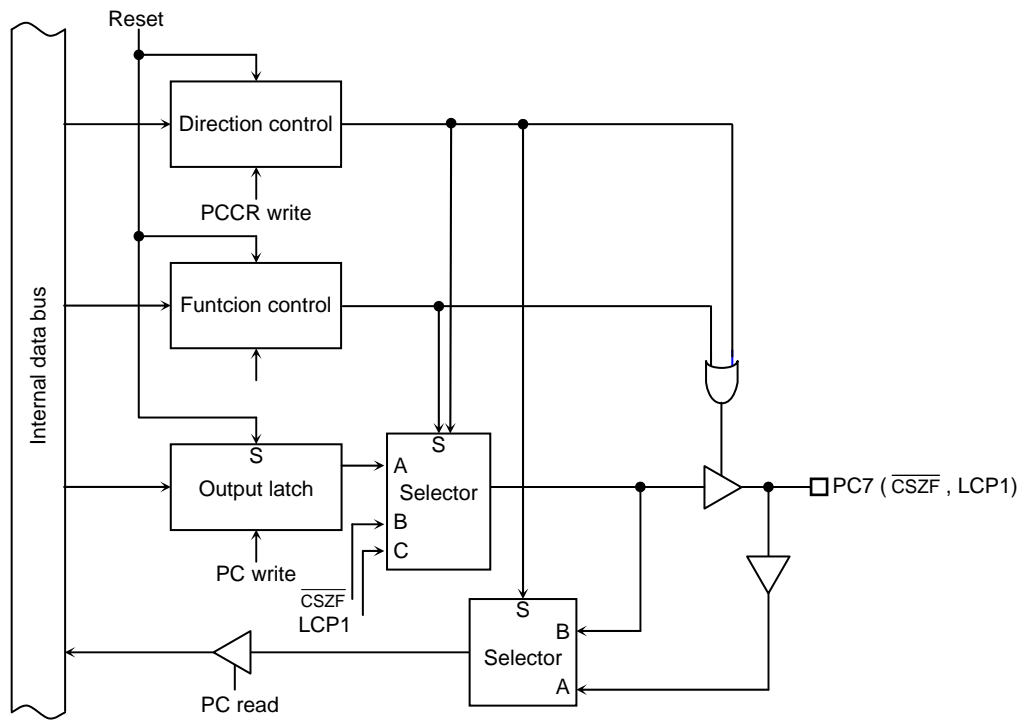 Reset
Direction control
PCCR write
Internal data bus
Funtcion control
S
Output latch
PC write
S
A
Selector
B
C
CSZF
LCP1
PC7 ( CSZF , LCP1)
S
B
Selector
A
PC read